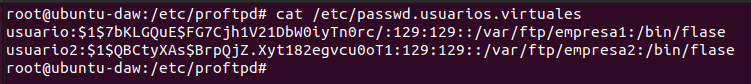 root@ubuntu-daw:/etc/proftpd# cat /etc/passwd.usuarios.virtuales
usuario:$1$7bKLGQuE$FG7Cjh1V21DbW0iyTn0rc/:129:129::/var/ftp/empresa1:/bin/flase
usuario2:$1$QBCtyXAs$BrpQjZ.Xyt182egvcu0oT1:129:129::/var/ftp/empresa2:/bin/flase
root@ubuntu-daw:/etc/proftpd#